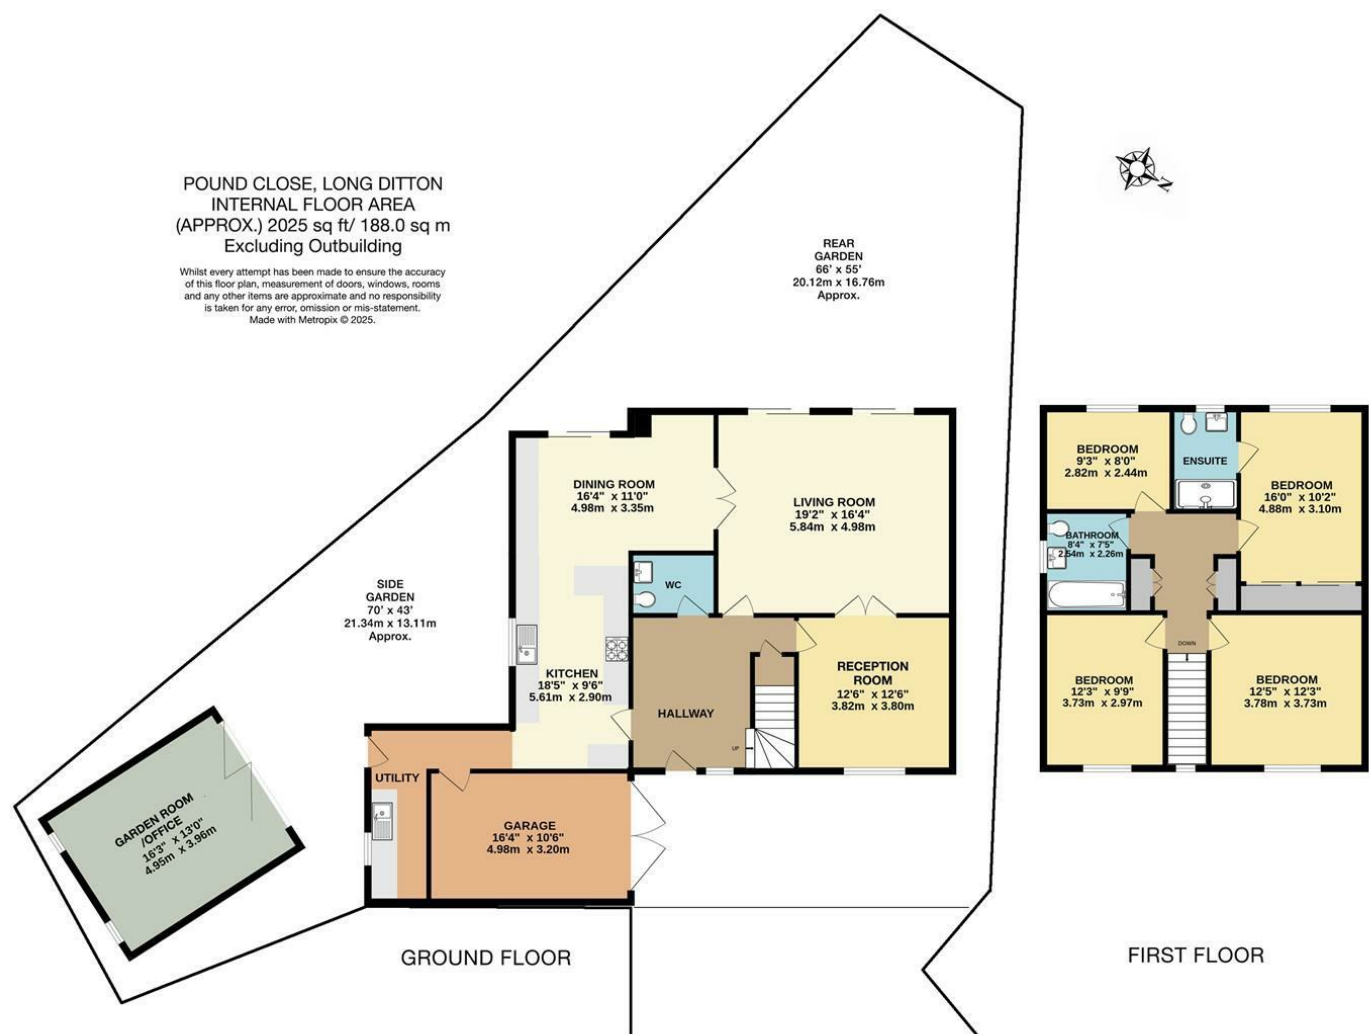 POUND CLOSE, LONG DITTON
INTERNAL FLOOR AREA
(APPROX.) 2025 sq ft/ 188.0 sq m
Excluding Outbuilding
Whilst every attempt has been made to ensure the accuracy
of this floor plan, measurement of doors, windows, rooms
and any other items are approximate and no responsibility
is taken for any error, omission or mis-statement.
Made with Metropix © 2025.
N
REAR
GARDEN
66' x 55'
20.12m x 16.76m
Approx.
SIDE
GARDEN
70' x 43'
21.34m x 13.11m
Approx.
DINING ROOM
16'4" x 11'0"
4.98m x 3.35m
LIVING ROOM
19'2" x 16'4"
5.84m x 4.98m
WC
KITCHEN
18'5" x 9'6"
5.61m x 2.90m
HALLWAY
UP
RECEPTION
ROOM
12'6" x 12'6"
3.82m x 3.80m
UTILITY
GARAGE
16'4" x 10'6"
4.98m x 3.20m
GARDEN ROOM
/OFFICE
16'3" x 13'0"
4.95m x 3.96m
GROUND FLOOR
BEDROOM
9'3" x 8'0"
2.82m x 2.44m
ENSUITE
BEDROOM
16'0" x 10'2"
4.88m x 3.10m
BATHROOM
8'4" x 7'5"
2.54m x 2.26m
DOWN
BEDROOM
12'3" x 9'9"
3.73m x 2.97m
BEDROOM
12'5" x 12'3"
3.78m x 3.73m
FIRST FLOOR